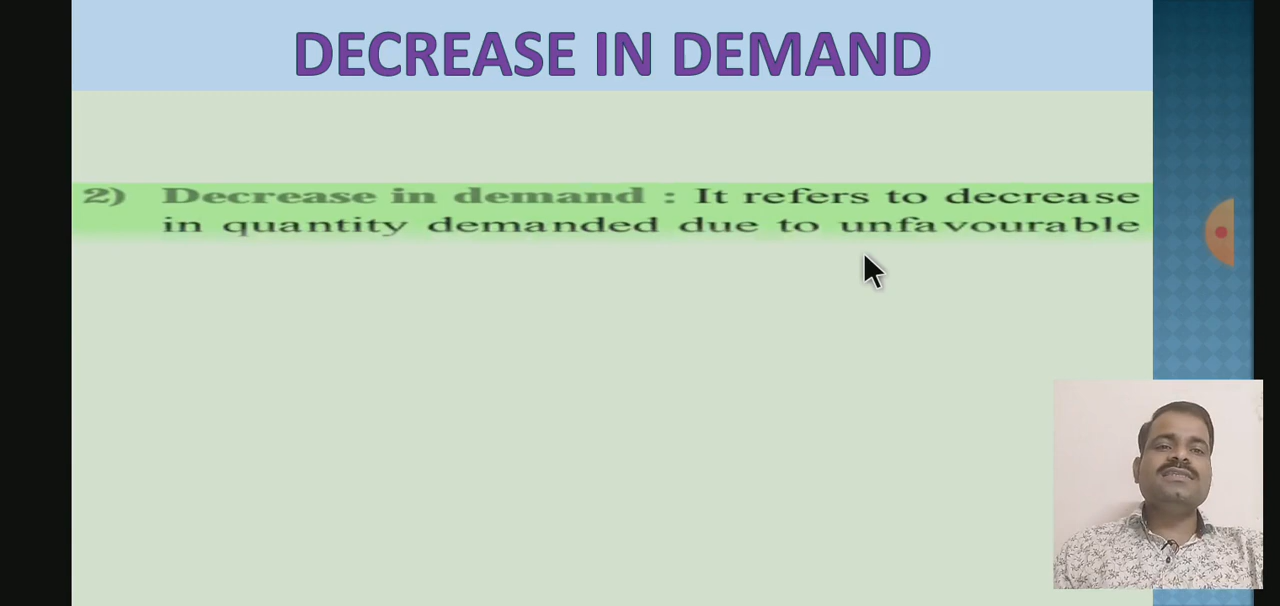 DECREASE IN DEMAND
2) Decrease in demand : It refers to decrease
in quantity demanded due to unfavourable